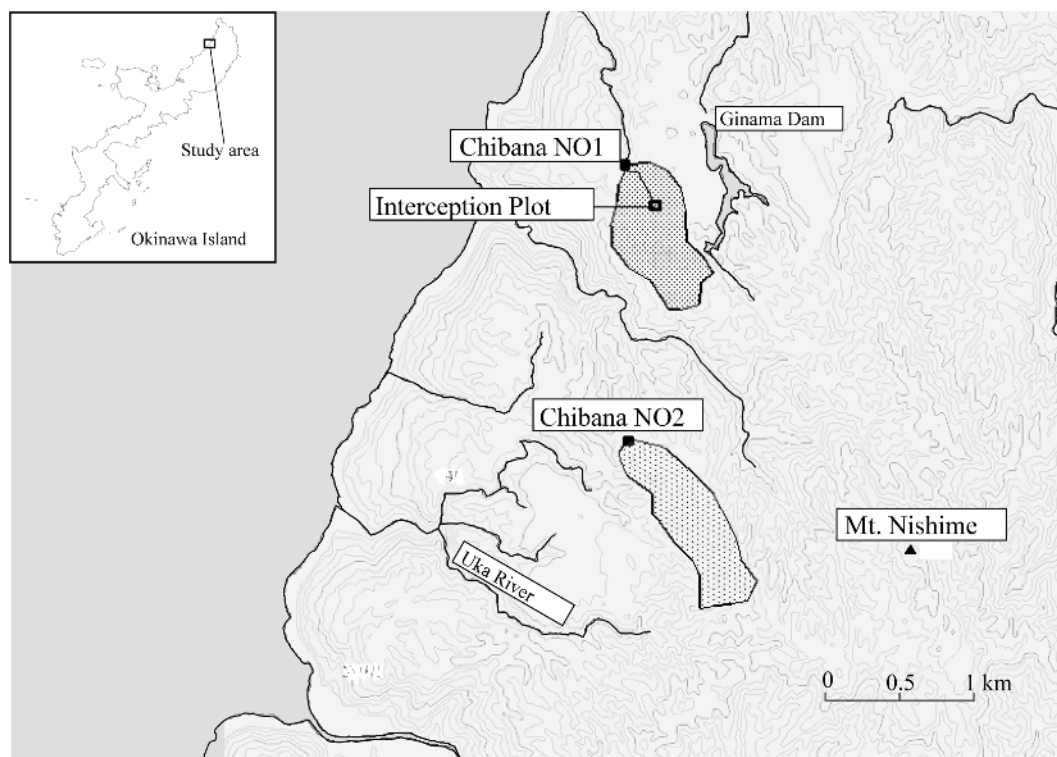 Study area
Okinawa Island
Ginama Dam
Chibana NO1
Interception Plot
Chibana NO2
Mt. Nishime
Uka River
0 0.5 1 km